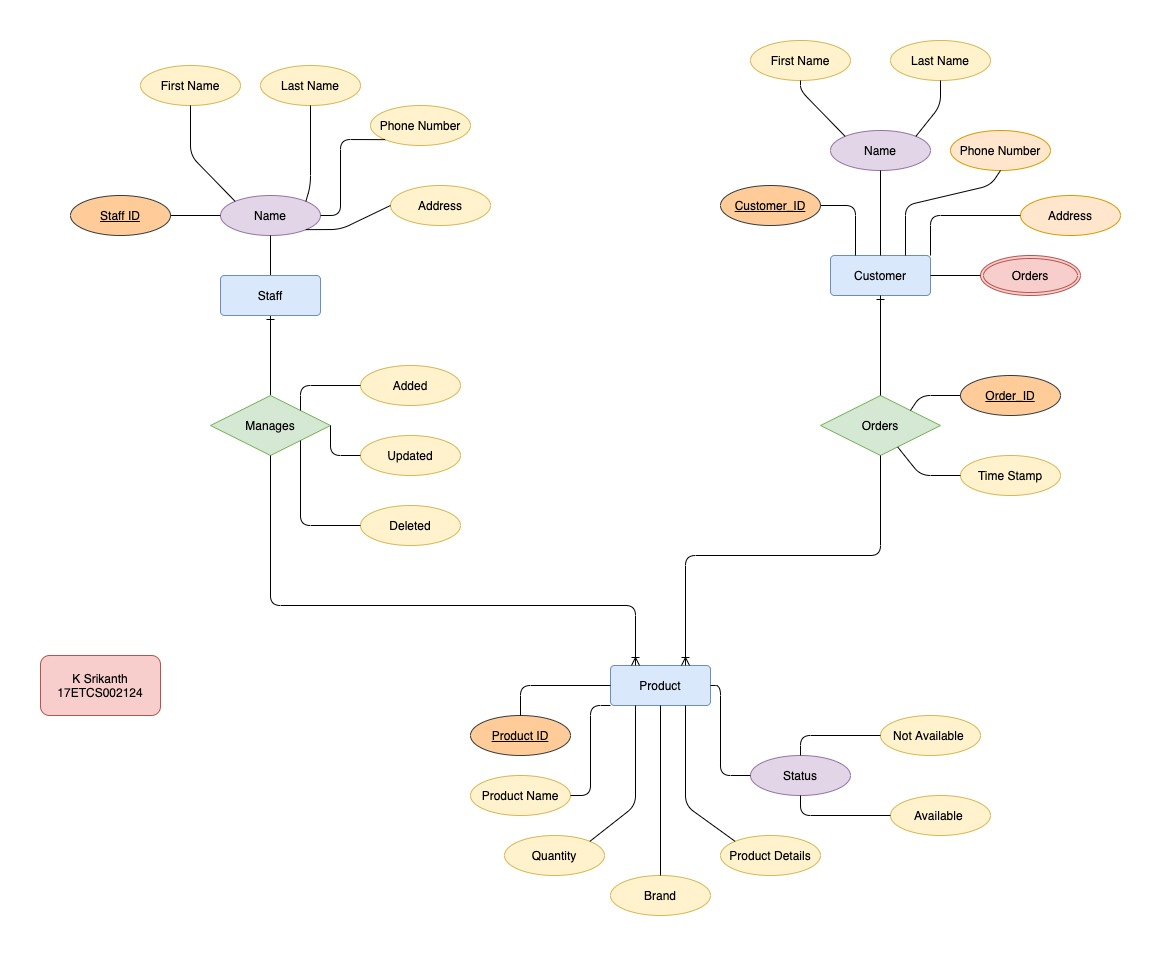 First Name
Last Name
First Name
Last Name
Phone Number
Name
Phone Number
Staff ID
Name
Address
Customer_ID
Address
Staff
Customer
Orders
Added
Order_ID
Manages
Orders
Updated
Time Stamp
Deleted
K Srikanth
17ETCS002124
Product
Product ID
Not Available
Status
Product Name
Available
Quantity
Product Details
Brand